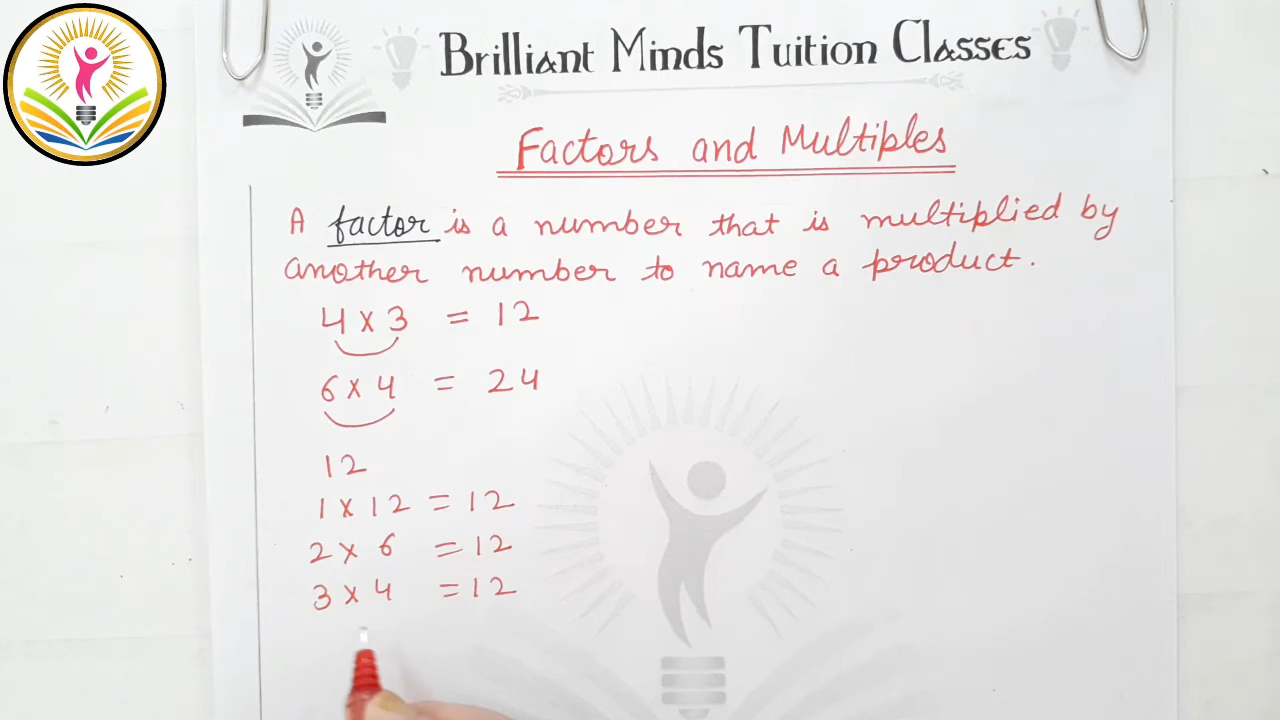 Brilliant Minds Tuition Classes
Factors and Multiples
A factor is a number that is multiplied by
another number to name a product.
4 x 3 = 12
6 x 4 = 24
12
1 x 12 = 12
2 x 6 = 12
3 x 4 = 12